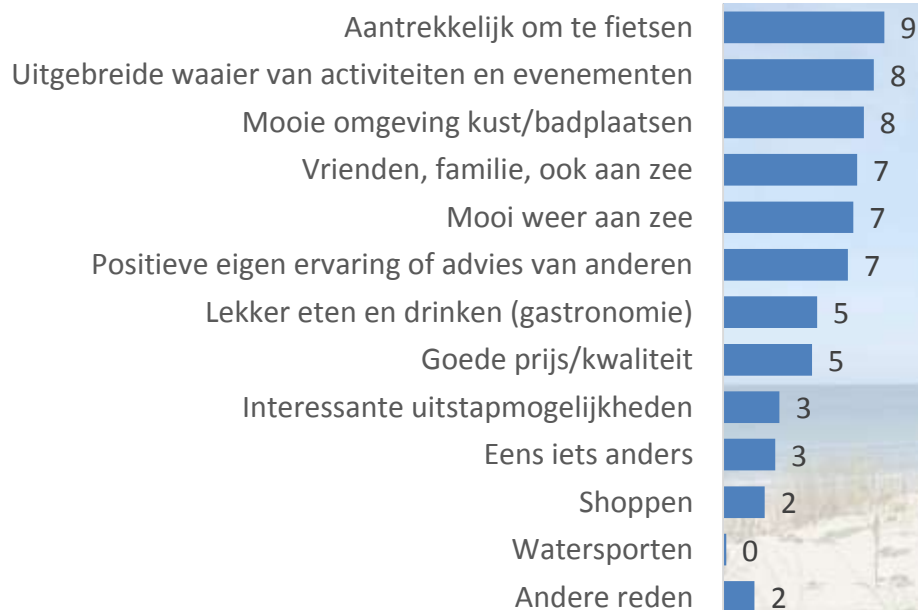 Aantrekkelijk om te fietsen 9
Uitgebreide waaier van activiteiten en evenementen 8
Mooie omgeving kust/badplaatsen 8
Vrienden, familie, ook aan zee 7
Mooi weer aan zee 7
Positieve eigen ervaring of advies van anderen 7
Lekker eten en drinken (gastronomie) 5
Goede prijs/kwaliteit 5
Interessante uitstapmogelijkheden 3
Eens iets anders 3
Shoppen 2
Watersporten 0
Andere reden 2